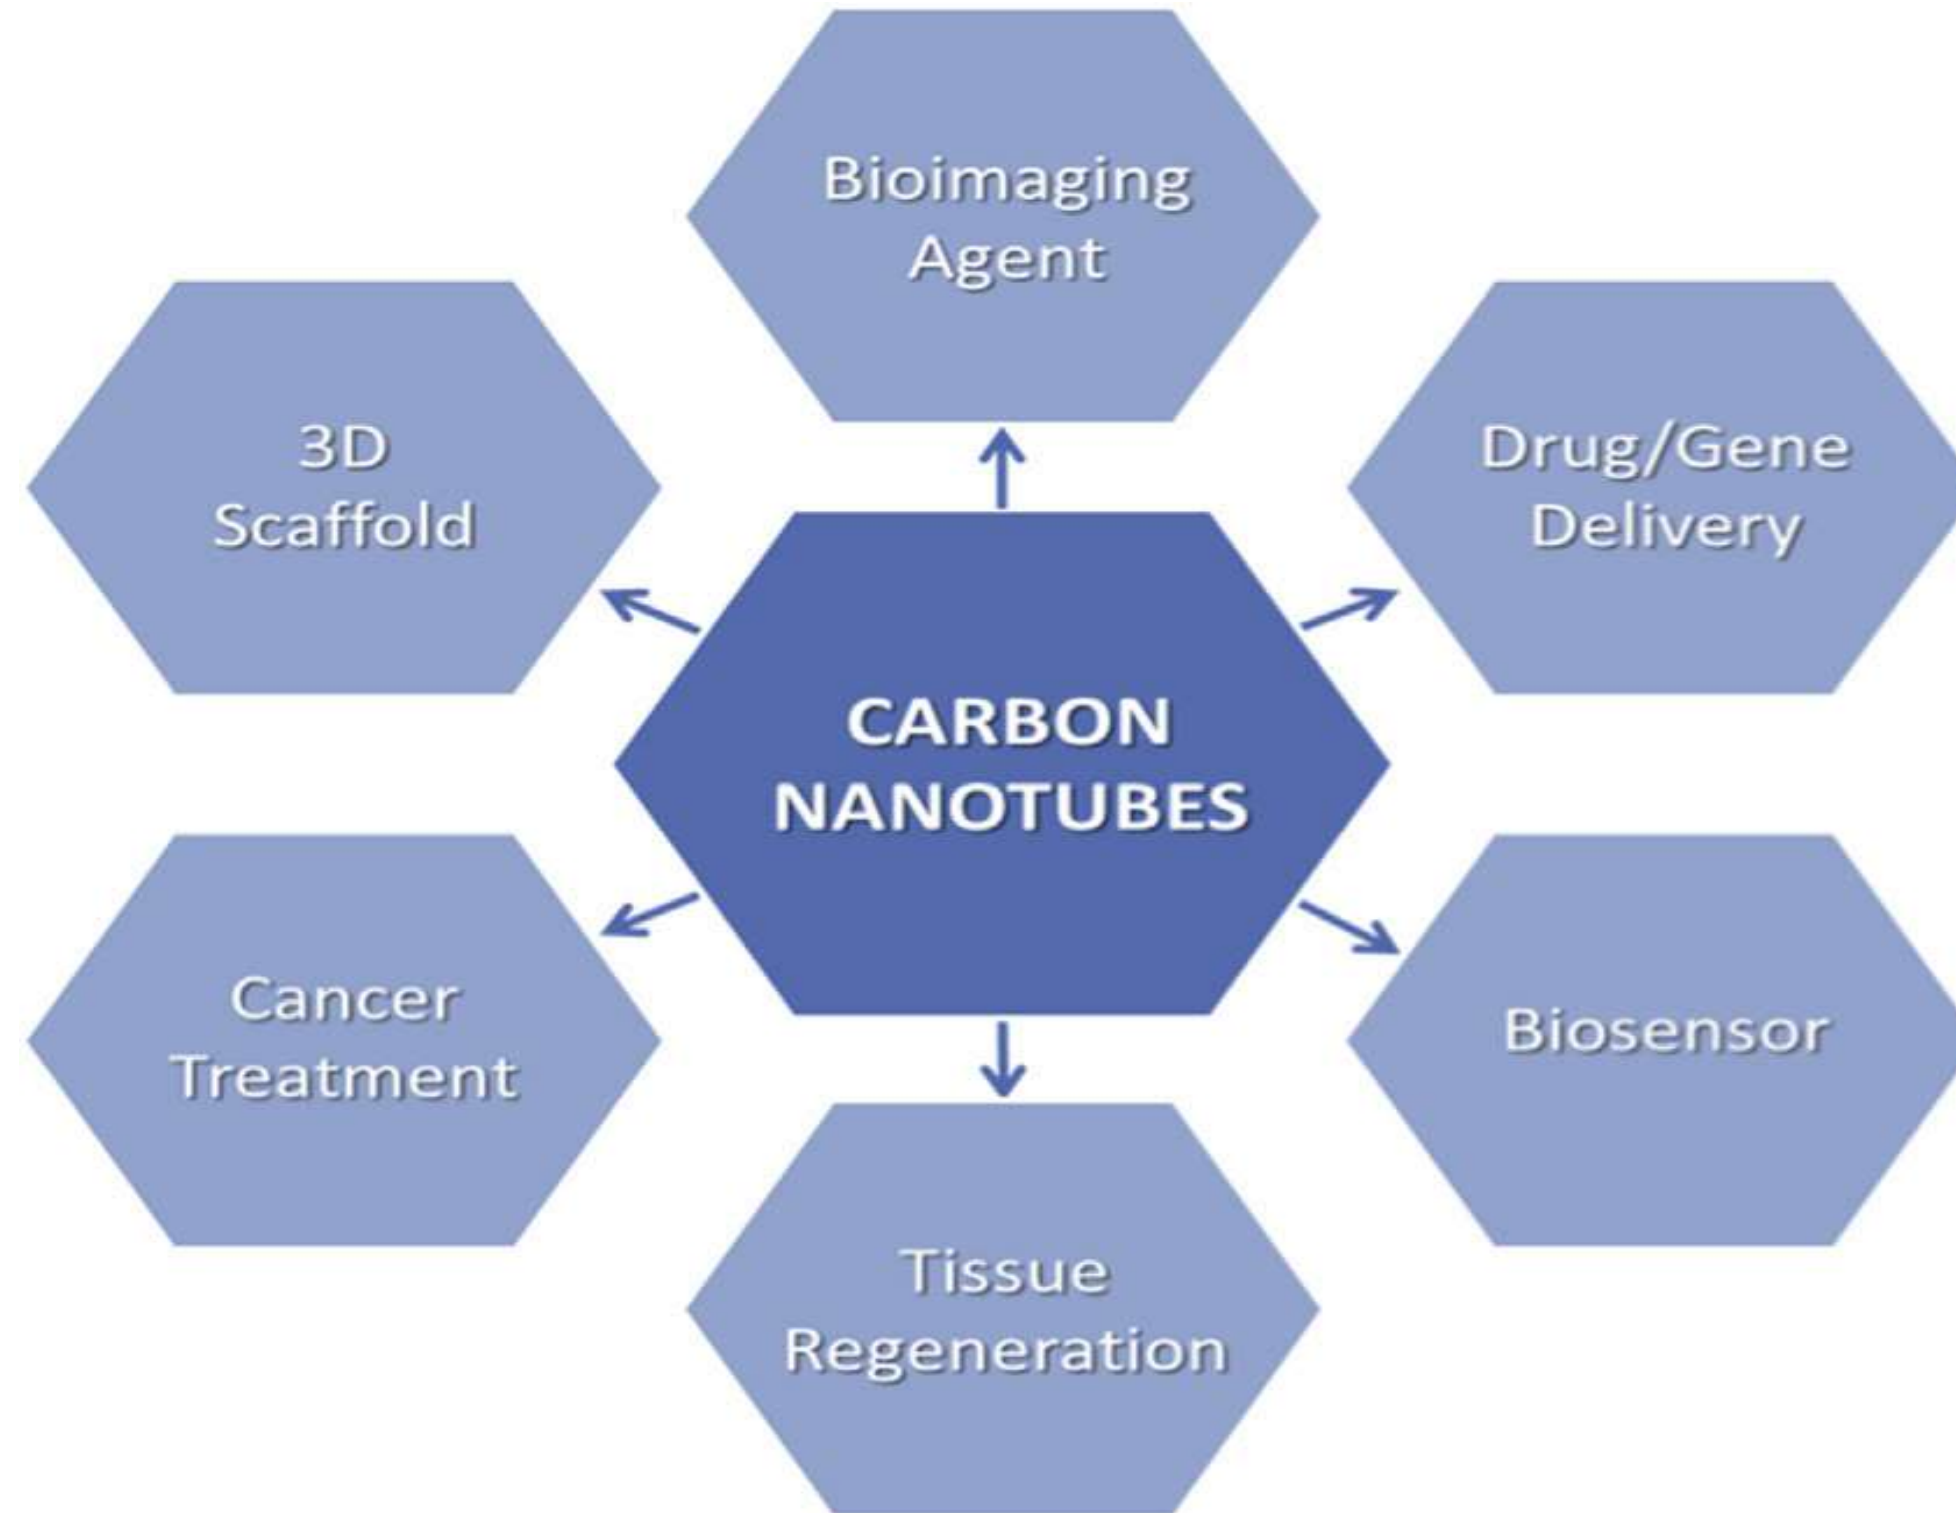 Bioimaging
Agent
3D
Scaffold
Drug/Gene
Delivery
CARBON
NANOTUBES
Cancer
Treatment
Biosensor
Tissue
Regeneration